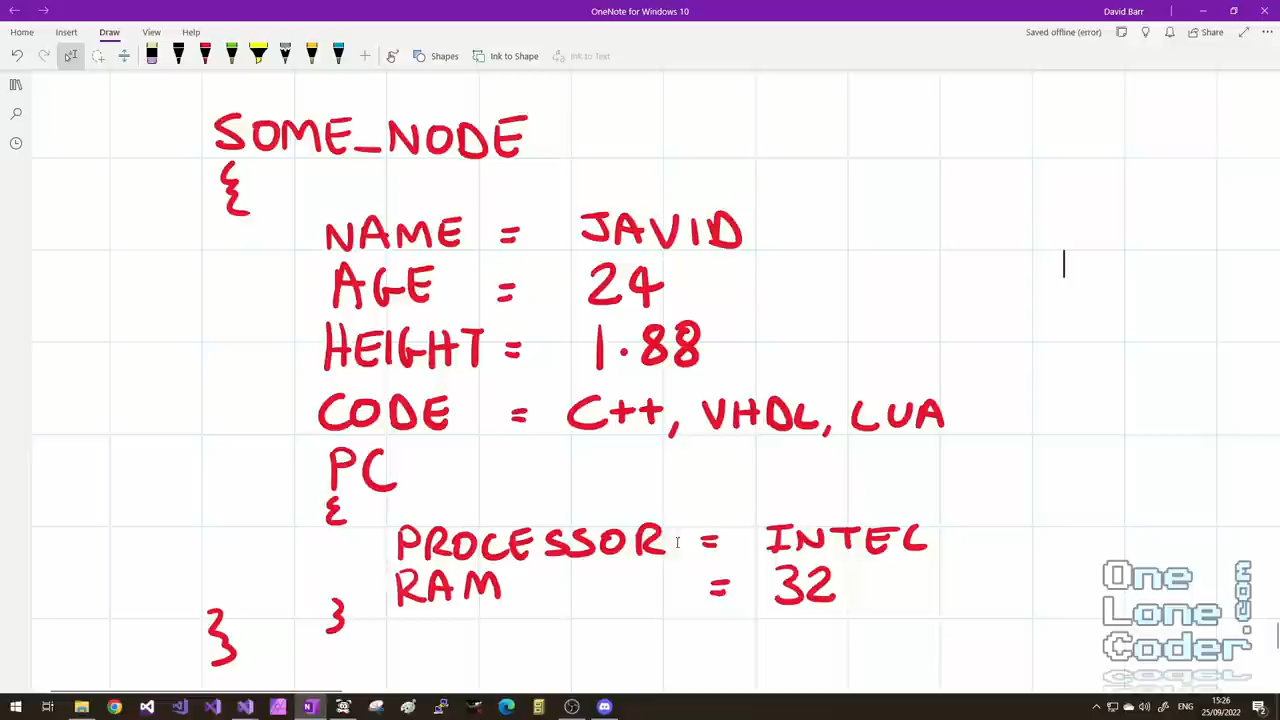 OneNote for Windows 10
David Barr
Home Insert Draw View Help
Saved offline (error)
Share
Shapes
Ink to Shape
Ink to Text
SOME_NODE
{
NAME = JAVID
AGE = 24
HEIGHT = 1.88
CODE = C++, VHDL, LUA
PC
{
PROCESSOR = INTEL
RAM = 32
}
}
One
Lone
Coder
.com
ENG
15:26
25/09/2022